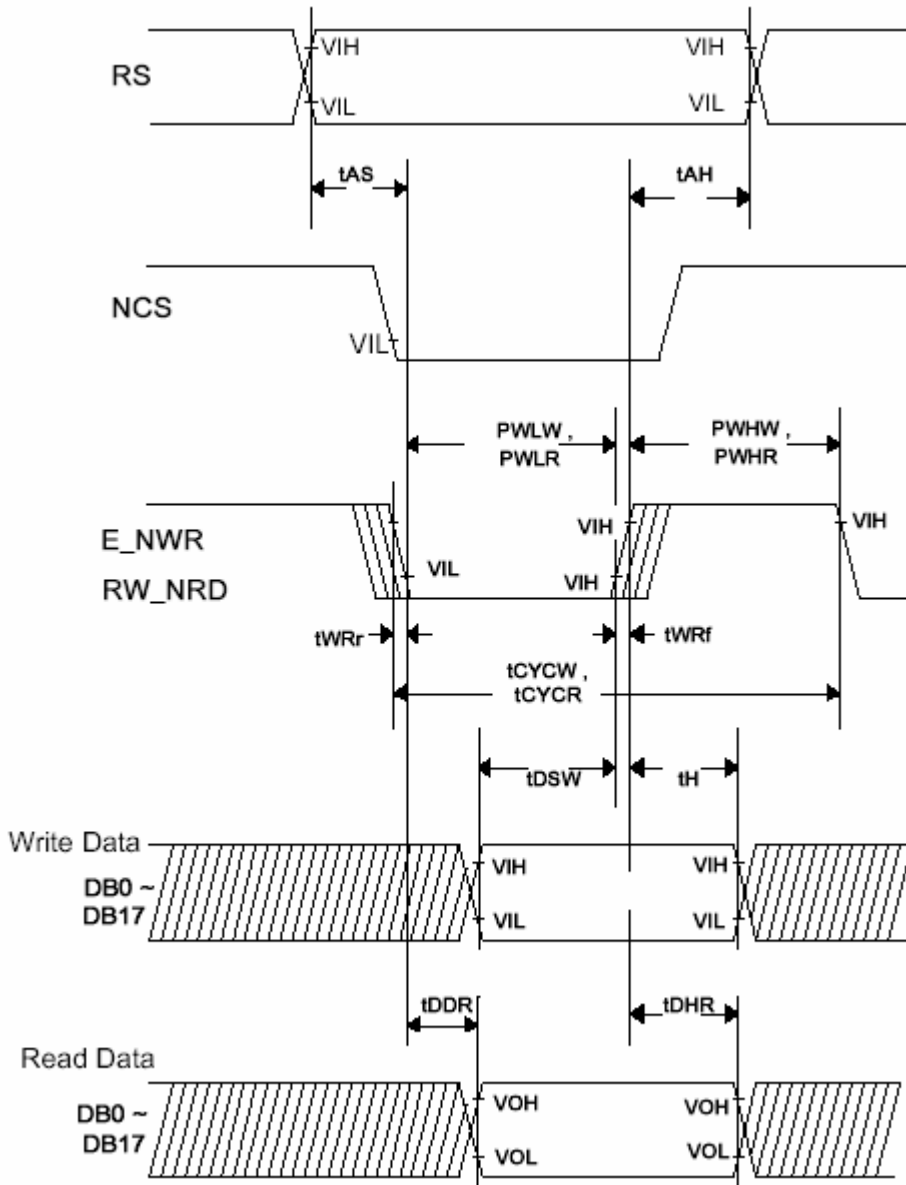 VIH VIH
RS
VIL VIL
tAS tAH
NCS
VIL
PWLW , PWHW ,
PWLR PWHR
E_NWR VIH VIH
VIL
RW_NRD VIH
tWRr tWRf
tCYCW ,
tCYCR
tDSW tH
Write Data
VIH VIH
DB0 ~
DB17 VIL VIL
tDDR tDHR
Read Data
VOH VOH
DB0 ~
DB17 VOL VOL